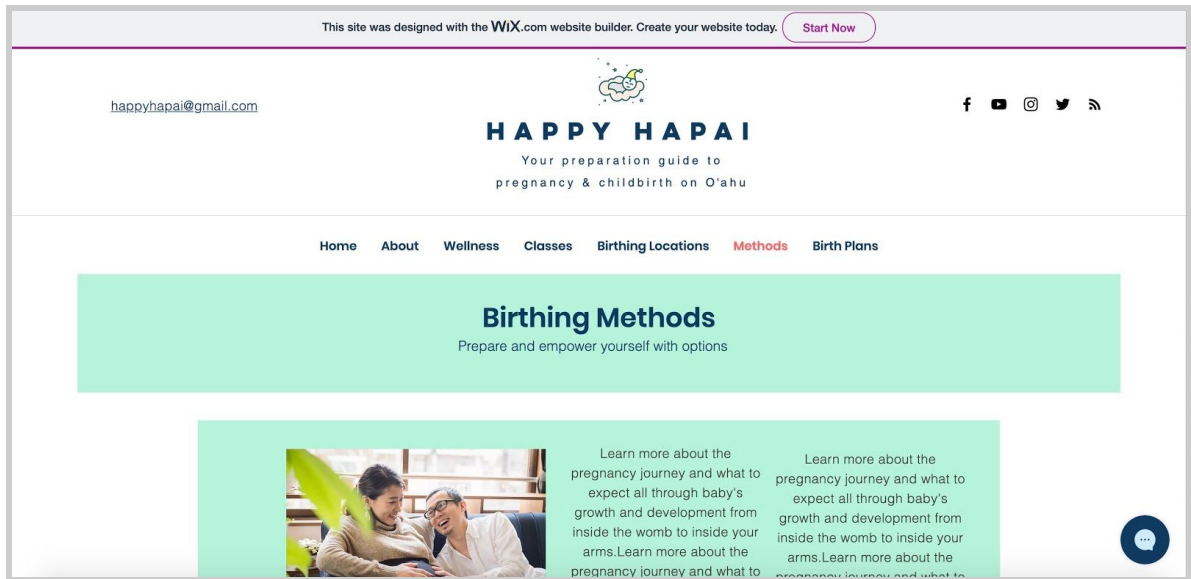 This site was designed with the WiX.com website builder. Create your website today. Start Now
happyhapai@gmail.com
HAPPY HAPAI
Your preparation guide to
pregnancy & childbirth on O'ahu
Home About Wellness Classes Birthing Locations Methods Birth Plans
Birthing Methods
Prepare and empower yourself with options
Learn more about the
pregnancy journey and what to
expect all through baby's
growth and development from
inside the womb to inside your
arms.Learn more about the
pregnancy journey and what to
Learn more about the
pregnancy journey and what to
expect all through baby's
growth and development from
inside the womb to inside your
arms.Learn more about the
pregnancy journey and what to